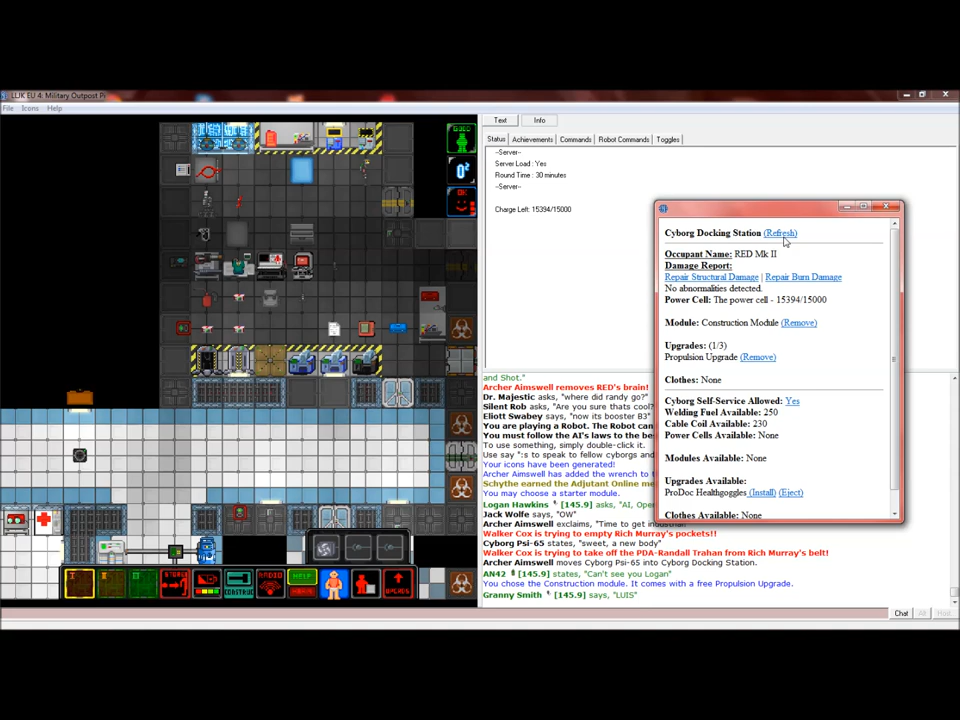 LLJK EU 4: Military Outpost Pi
File Icons Help
Text Info
Status Achievements Commands Robot Commands Toggles
--Server--
Server Load : Yes
Round Time : 30 minutes
--Server--
Charge Left: 15394/15000
GOOD
OK
Cyborg Docking Station (Refresh)
Occupant Name: RED Mk II
Damage Report:
Repair Structural Damage | Repair Burn Damage
No abnormalities detected.
Power Cell: The power cell - 15394/15000
Module: Construction Module (Remove)
Upgrades: (1/3)
Propulsion Upgrade (Remove)
Clothes: None
Cyborg Self-Service Allowed: Yes
Welding Fuel Available: 250
Cable Coil Available: 230
Power Cells Available: None
Modules Available: None
Upgrades Available:
ProDoc Healthgoggles (Install) (Eject)
Clothes Available: None
and Shot."
Archer Aimswell removes RED's brain!
Dr. Majestic asks, "where did randy go?"
Silent Rob asks, "Are you sure thats cool?
Eliott Swabey says, "now its booster B3"
You are playing a Robot. The Robot can
You must follow the AI's laws to the be
To use something, simply double-click it.
Use say ":s to speak to fellow cyborgs and
Your icons have been generated!
Archer Aimswell has added the wrench to
Schythe earned the Adjutant Online me
You may choose a starter module.
Logan Hawkins [145.9] asks, "AI, Open
Jack Wolfe says, "OW"
Archer Aimswell exclaims, "Time to get industrial!
Walker Cox is trying to empty Rich Murray's pockets!!
Cyborg Psi-65 states, "sweet, a new body"
Walker Cox is trying to take off the PDA-Randall Trahan from Rich Murray's belt!
Archer Aimswell moves Cyborg Psi-65 into Cyborg Docking Station.
AN42 [145.9] states, "Can't see you Logan"
You chose the Construction module. It comes with a free Propulsion Upgrade.
Granny Smith [145.9] says, "LUIS"
STORE CONSTRUC RADIO HELP HARM UPGRADE
Chat